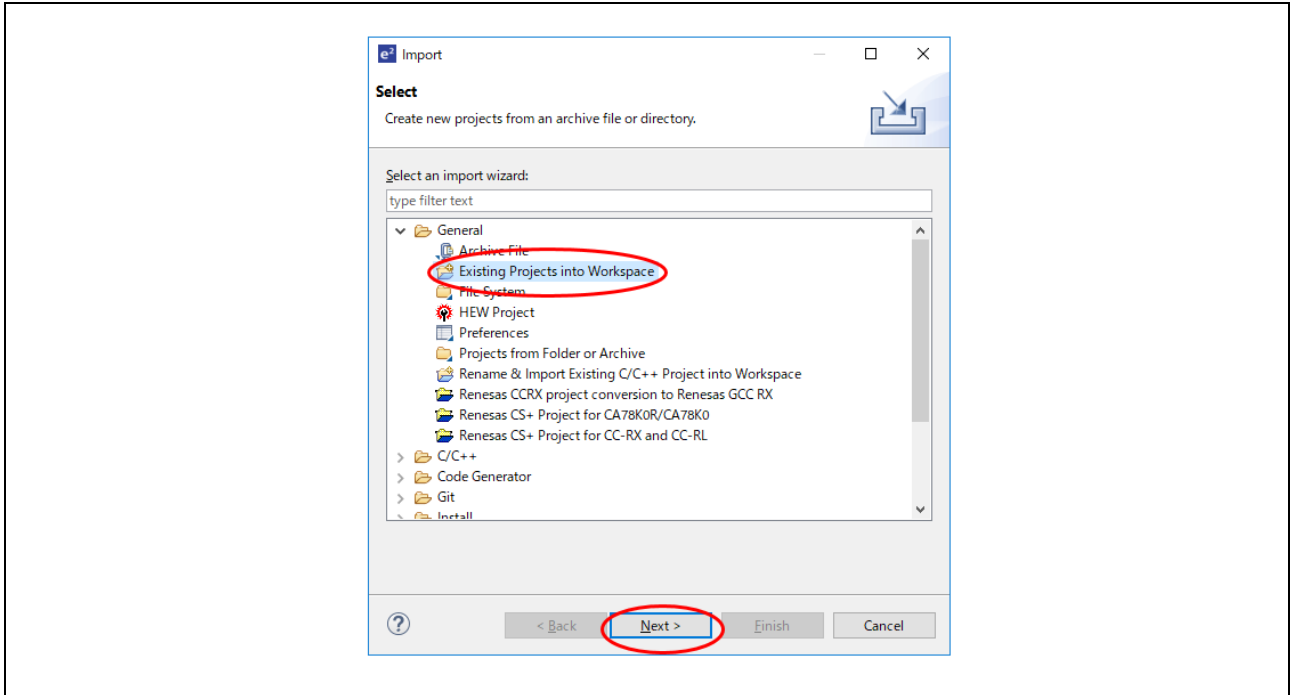 e² Import
Select
Create new projects from an archive file or directory.
Select an import wizard:
type filter text
General
Archive File
Existing Projects into Workspace
File System
HEW Project
Preferences
Projects from Folder or Archive
Rename & Import Existing C/C++ Project into Workspace
Renesas CCRX project conversion to Renesas GCC RX
Renesas CS+ Project for CA78K0R/CA78K0
Renesas CS+ Project for CC-RX and CC-RL
C/C++
Code Generator
Git
Install
? < Back Next > Finish Cancel